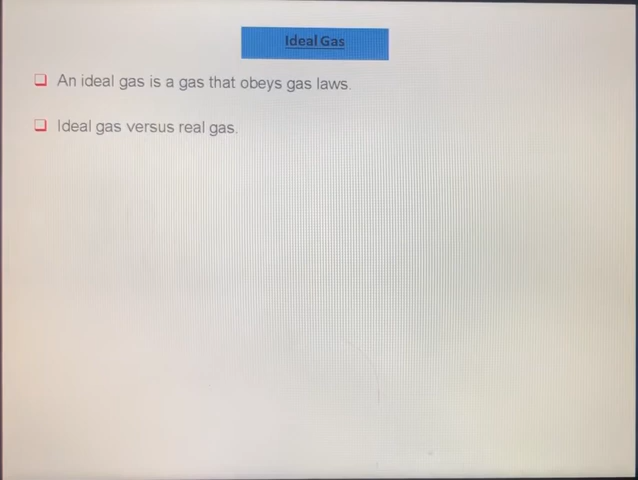 Ideal Gas
An ideal gas is a gas that obeys gas laws.
Ideal gas versus real gas.